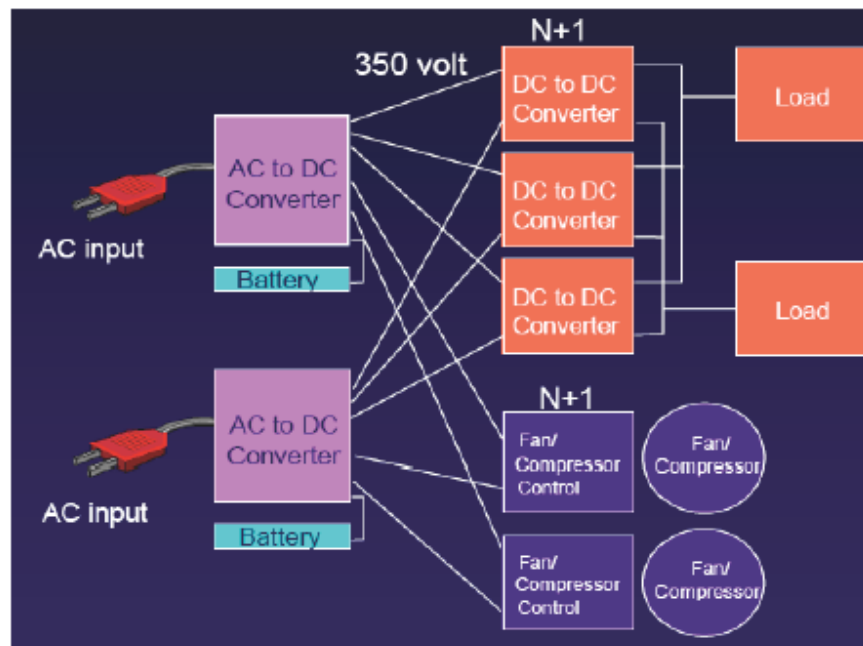 N+1
350 volt
DC to DC
Converter
Load
AC to DC
Converter
AC input
Battery
DC to DC
Converter
DC to DC
Converter
Load
AC to DC
Converter
AC input
Battery
N+1
Fan/
Compressor
Control
Fan/
Compressor
Fan/
Compressor
Control
Fan/
Compressor